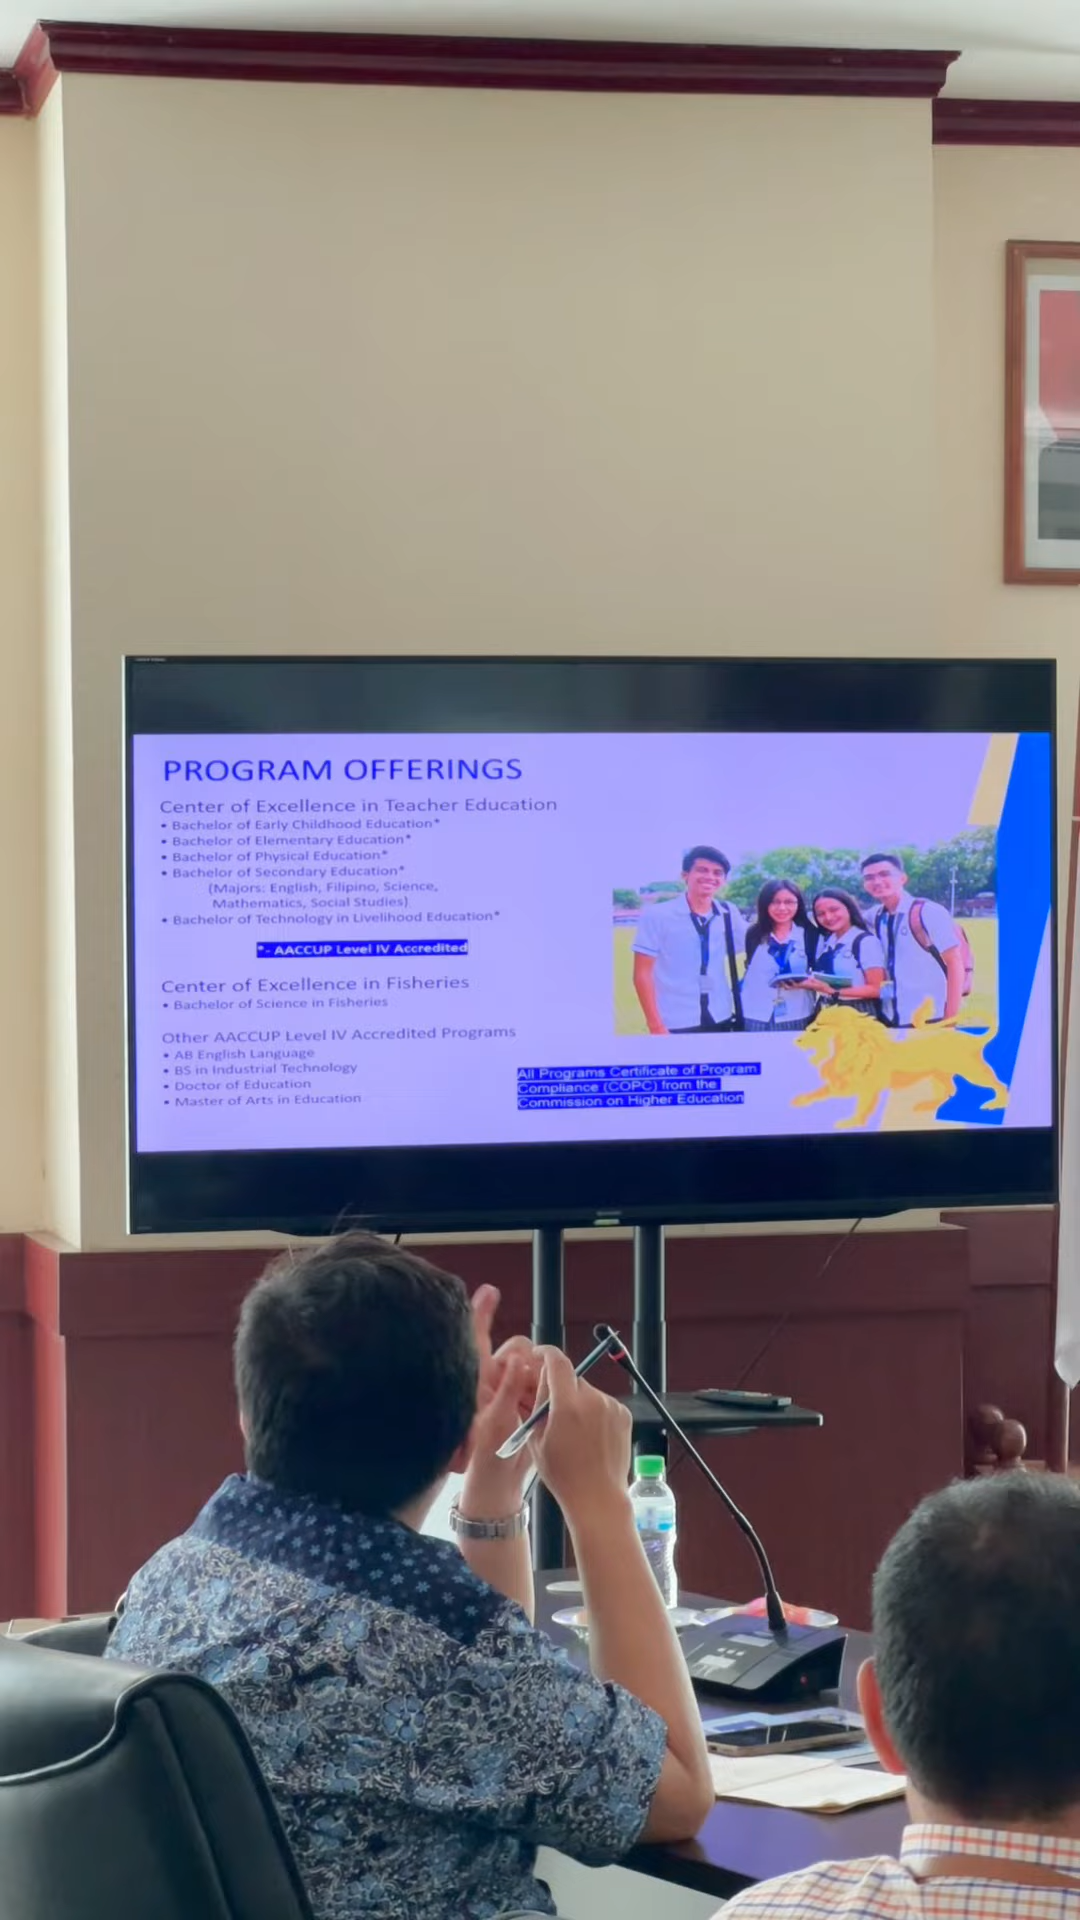 PROGRAM OFFERINGS
Center of Excellence in Teacher Education
• Bachelor of Early Childhood Education*
• Bachelor of Elementary Education*
• Bachelor of Physical Education*
• Bachelor of Secondary Education*
(Majors: English, Filipino, Science,
Mathematics, Social Studies)
• Bachelor of Technology in Livelihood Education*
*- AACCUP Level IV Accredited
Center of Excellence in Fisheries
• Bachelor of Science in Fisheries
Other AACCUP Level IV Accredited Programs
• AB English Language
• BS in Industrial Technology
• Doctor of Education
• Master of Arts in Education
All Programs Certificate of Program
Compliance (COPC) from the
Commission on Higher Education